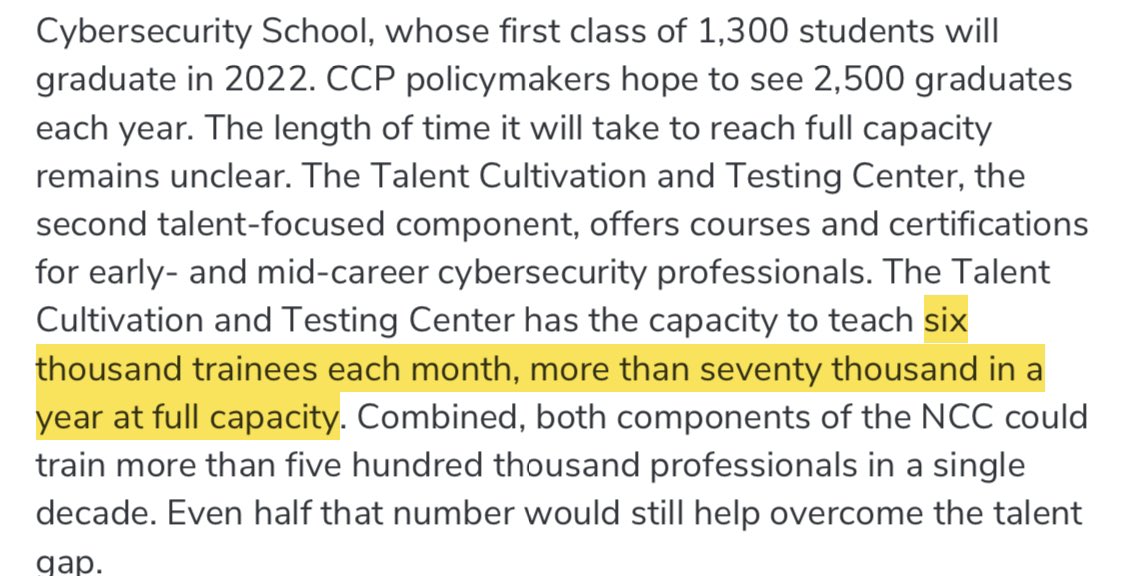 Cybersecurity School, whose first class of 1,300 students will
graduate in 2022. CCP policymakers hope to see 2,500 graduates
each year. The length of time it will take to reach full capacity
remains unclear. The Talent Cultivation and Testing Center, the
second talent-focused component, offers courses and certifications
for early- and mid-career cybersecurity professionals. The Talent
Cultivation and Testing Center has the capacity to teach six
thousand trainees each month, more than seventy thousand in a
year at full capacity. Combined, both components of the NCC could
train more than five hundred thousand professionals in a single
decade. Even half that number would still help overcome the talent
gap.